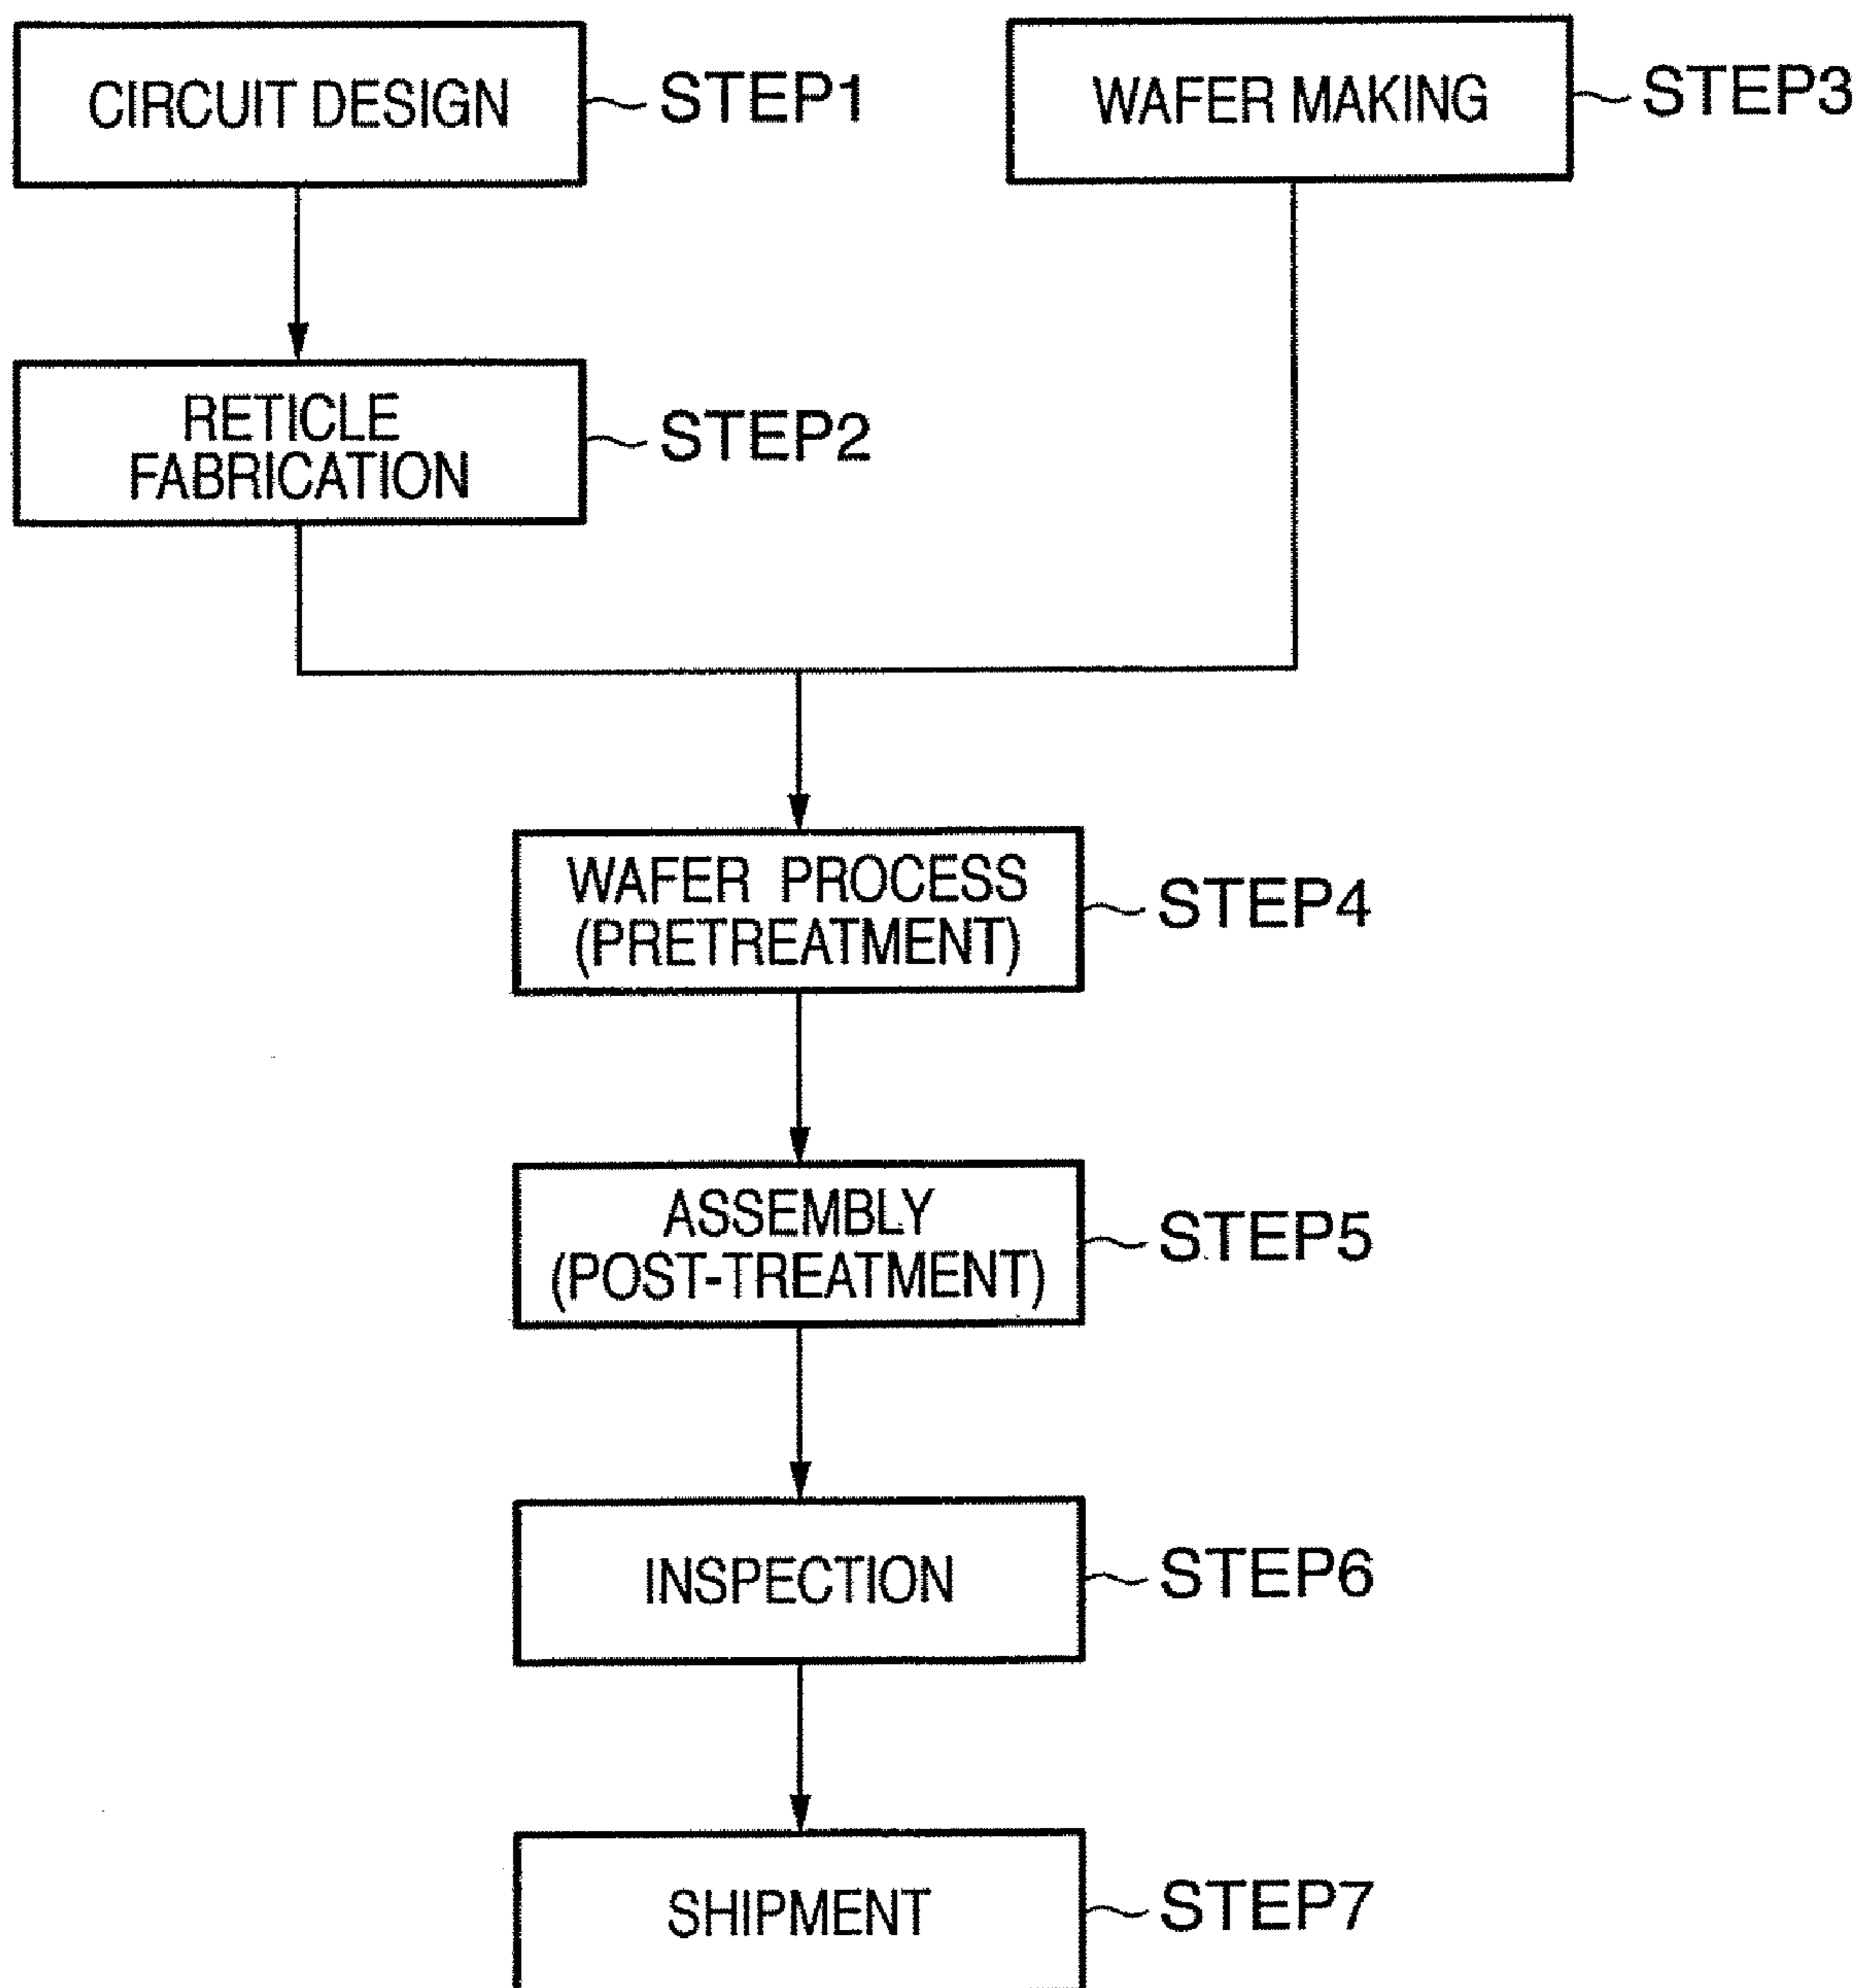 CIRCUIT DESIGN
STEP1
WAFER MAKING
STEP3
RETICLE
FABRICATION
STEP2
WAFER PROCESS
(PRETREATMENT)
STEP4
ASSEMBLY
(POST-TREATMENT)
STEP5
INSPECTION
STEP6
SHIPMENT
STEP7